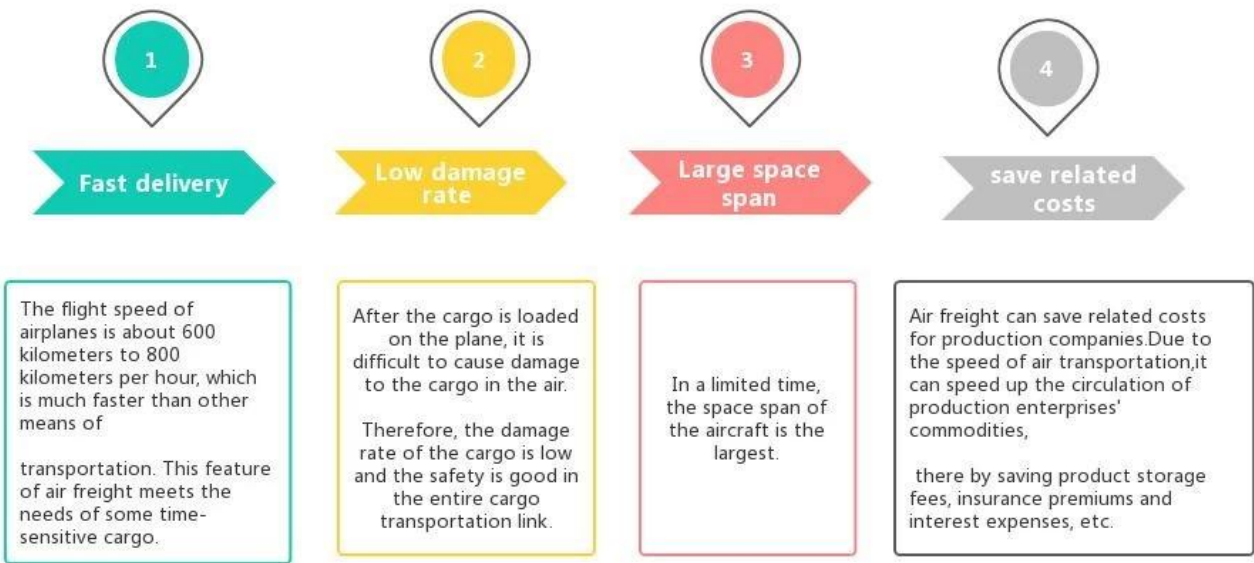 1
Fast delivery
The flight speed of
airplanes is about 600
kilometers to 800
kilometers per hour, which
is much faster than other
means of
transportation. This feature
of air freight meets the
needs of some time-
sensitive cargo.
2
Low damage
rate
After the cargo is loaded
on the plane, it is
difficult to cause damage
to the cargo in the air.
Therefore, the damage
rate of the cargo is low
and the safety is good in
the entire cargo
transportation link.
3
Large space
span
In a limited time,
the space span of
the aircraft is the
largest.
4
save related
costs
Air freight can save related costs
for production companies.Due to
the speed of air transportation,it
can speed up the circulation of
production enterprises'
commodities,
there by saving product storage
fees, insurance premiums and
interest expenses, etc.